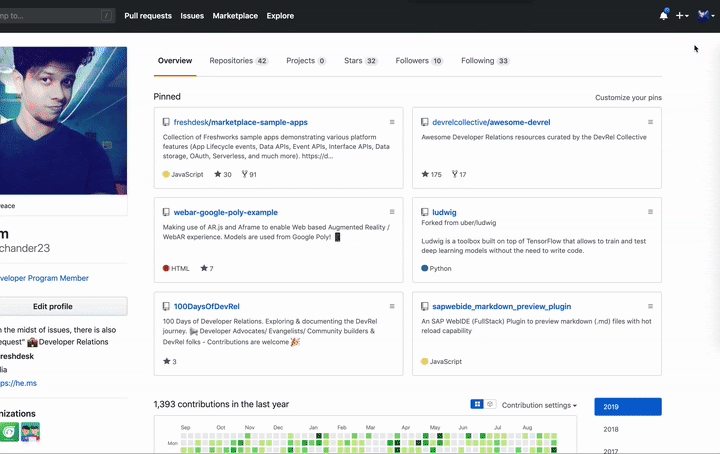 mp to...
/
Pull requests Issues Marketplace Explore
Overview Repositories 42 Projects 0 Stars 32 Followers 10 Following 33
Pinned
Customize your pins
freshdesk/marketplace-sample-apps
Collection of Freshworks sample apps demonstrating various platform
features (App Lifecycle events, Data APIs, Event APIs, Interface APIs, Data
storage, OAuth, Serverless, and much more). https://d...
JavaScript 30 91
devrelcollective/awesome-devrel
Awesome Developer Relations resources curated by the DevRel Collective
175 17
webar-google-poly-example
Making use of AR.js and Aframe to enable Web based Augmented Reality /
WebAR experience. Models are used from Google Poly!
HTML 7
ludwig
Forked from uber/ludwig
Ludwig is a toolbox built on top of TensorFlow that allows to train and test
deep learning models without the need to write code.
Python
100DaysOfDevRel
100 Days of Developer Relations. Exploring & documenting the DevRel
journey. Developer Advocates/ Evangelists/ Community builders &
DevRel folks - Contributions are welcome
3
sapwebide_markdown_preview_plugin
An SAP WebIDE (FullStack) Plugin to preview markdown (.md) files with hot
reload capability
JavaScript
eace
m
chander23
veloper Program Member
Edit profile
n the midst of issues, there is also
equest" Developer Relations
reshdesk
dia
ps://he.ms
nizations
1,393 contributions in the last year
Contribution settings
2019
2018
2017
Sep Oct Nov Dec Jan Feb Mar Apr May Jun Jul Aug
Mon